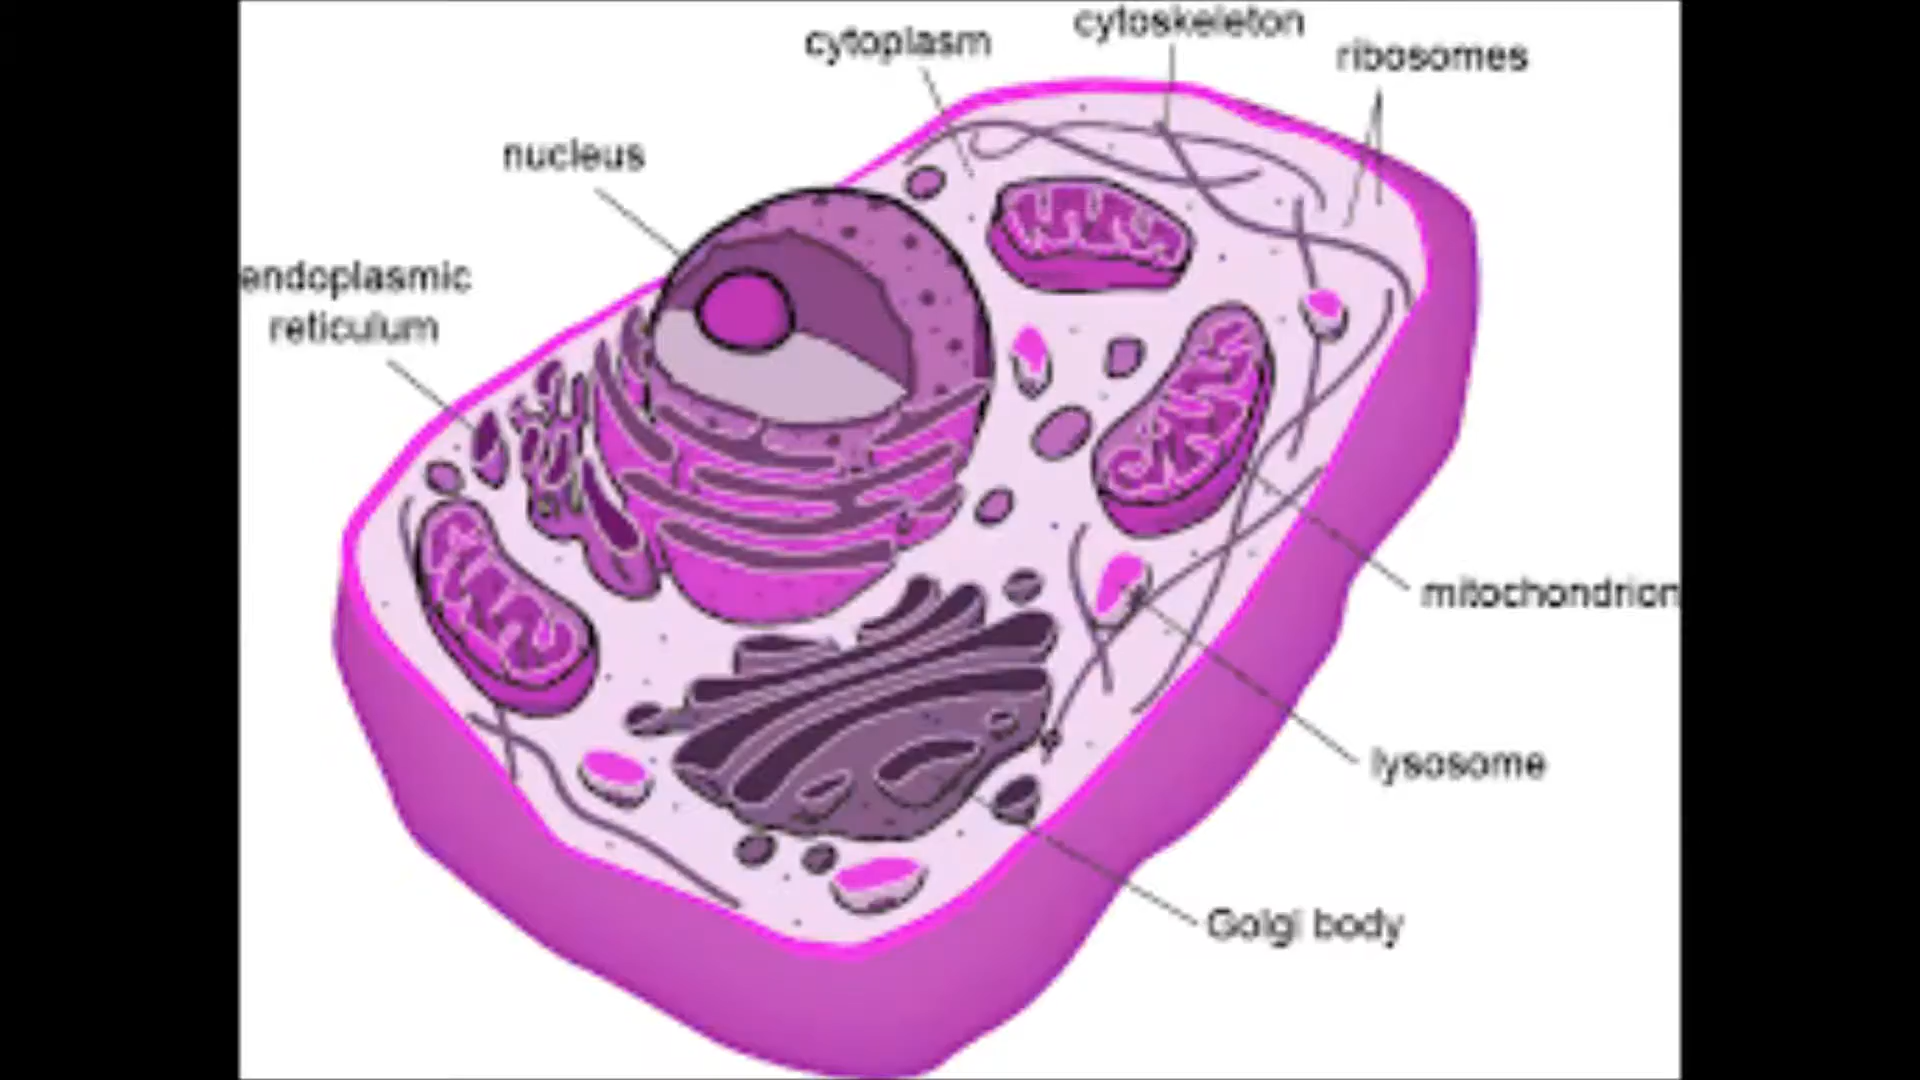 cytoskeleton
cytoplasm
ribosomes
nucleus
endoplasmic
reticulum
mitochondrion
lysosome
Golgi body